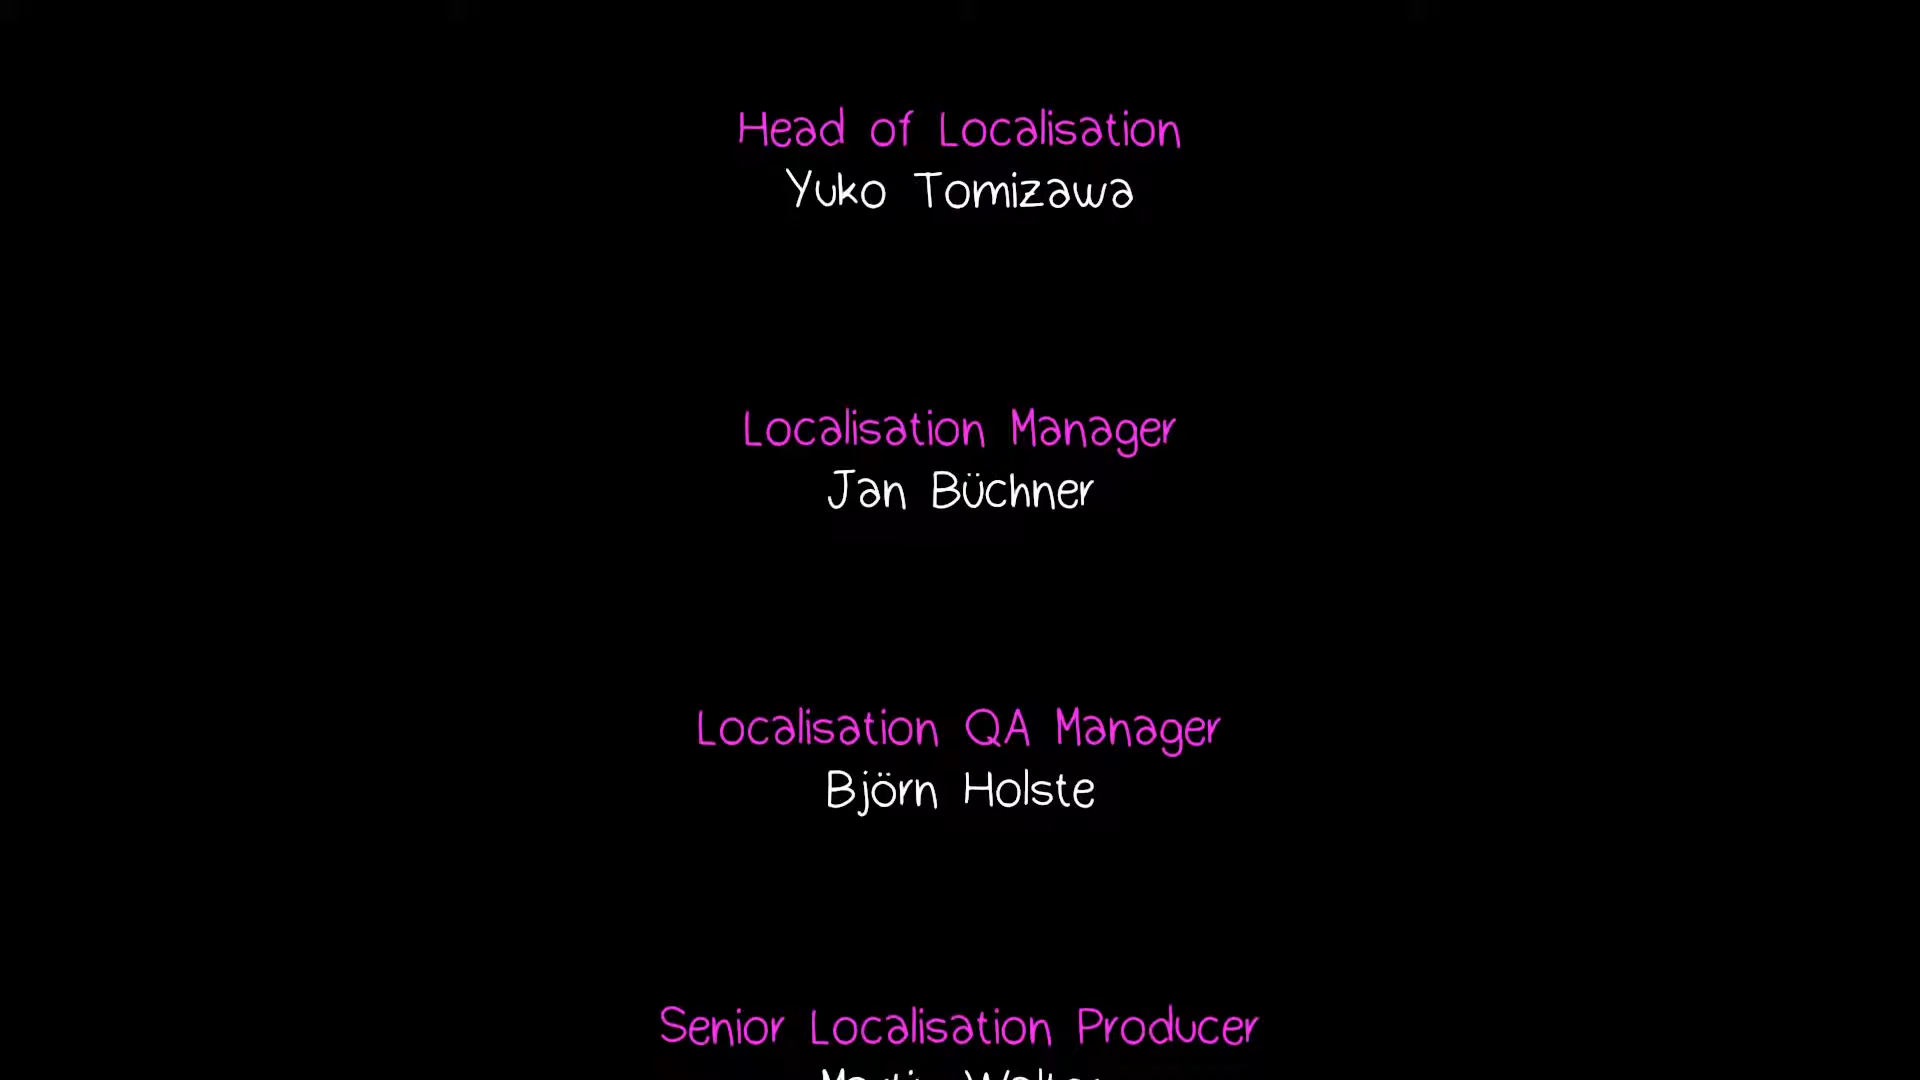 Head of Localisation
Yuko Tomizawa
Localisation Manager
Jan Büchner
Localisation QA Manager
Björn Holste
Senior Localisation Producer